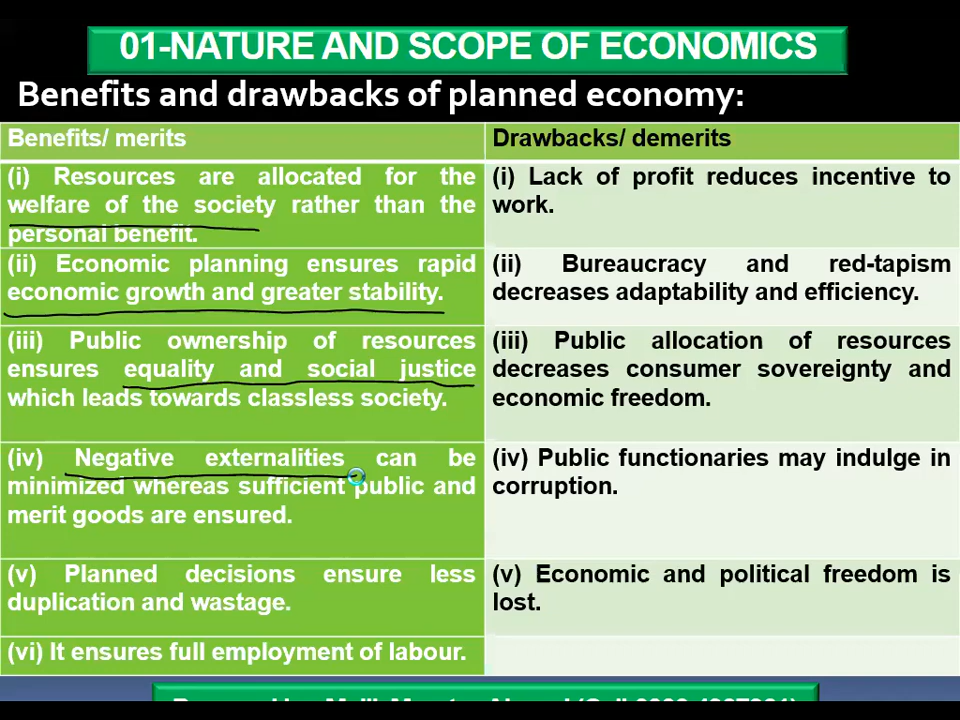 01-NATURE AND SCOPE OF ECONOMICS
Benefits and drawbacks of planned economy:
Benefits/ merits
Drawbacks/ demerits
(i) Resources are allocated for the
welfare of the society rather than the
personal benefit.
(i) Lack of profit reduces incentive to
work.
(ii) Economic planning ensures rapid
economic growth and greater stability.
(ii) Bureaucracy and red-tapism
decreases adaptability and efficiency.
(iii) Public ownership of resources
ensures equality and social justice
which leads towards classless society.
(iii) Public allocation of resources
decreases consumer sovereignty and
economic freedom.
(iv) Negative externalities can be
minimized whereas sufficient public and
merit goods are ensured.
(iv) Public functionaries may indulge in
corruption.
(v) Planned decisions ensure less
duplication and wastage.
(v) Economic and political freedom is
lost.
(vi) It ensures full employment of labour.